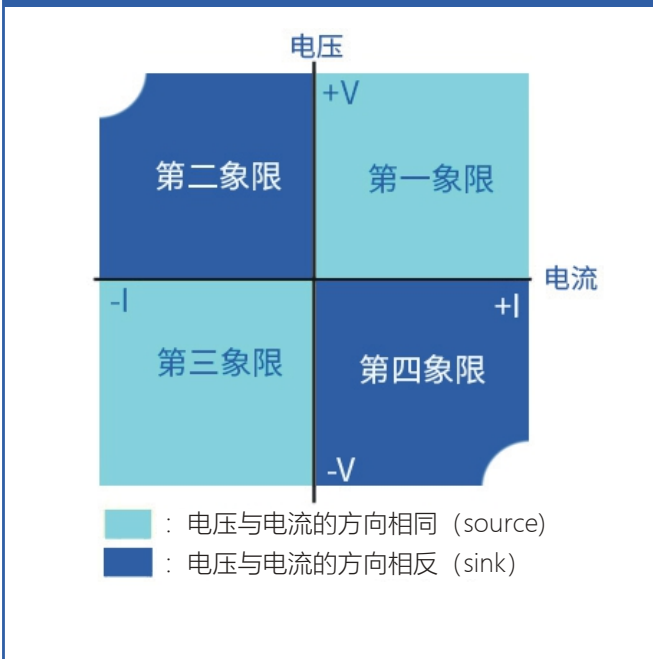 电压
+V
第二象限
第一象限
电流
-I
+I
第三象限
第四象限
-V
：电压与电流的方向相同（source)
：电压与电流的方向相反（sink）